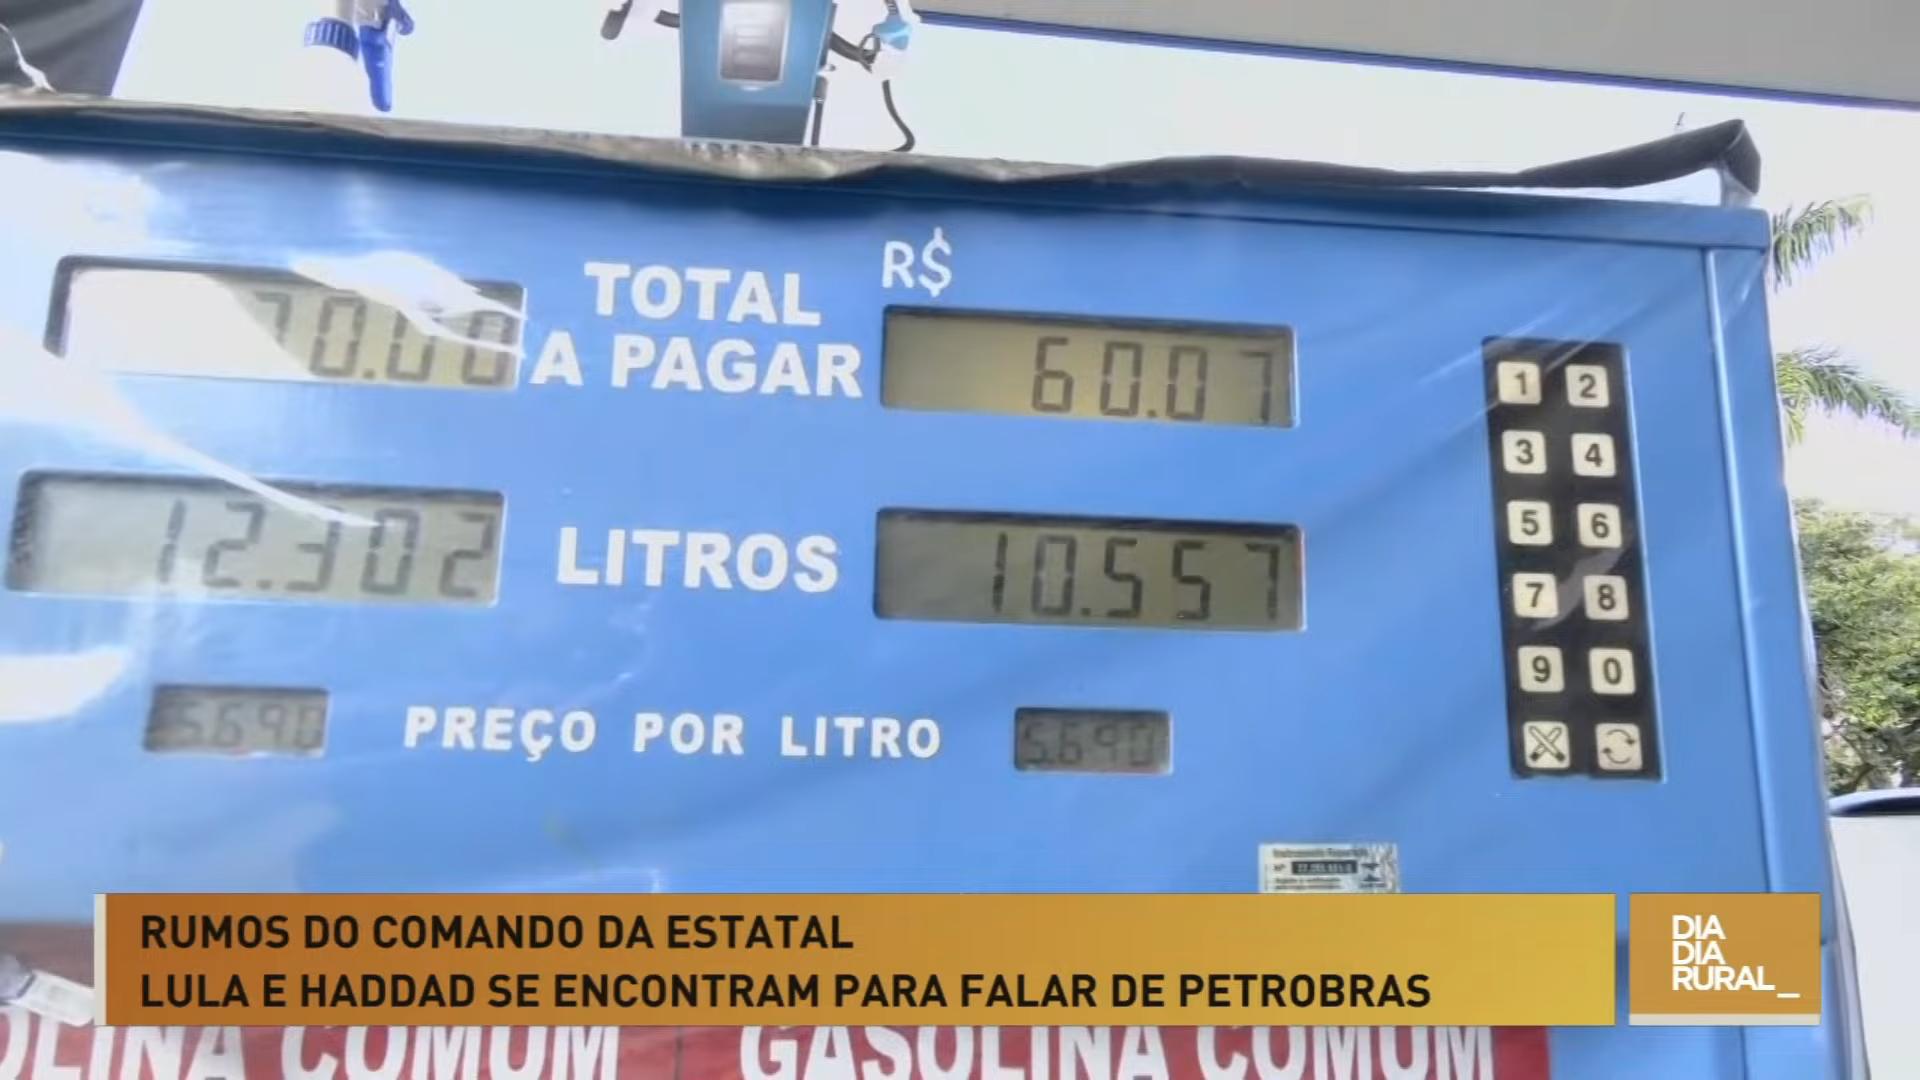 R$
70.00 TOTAL A PAGAR 60.07
12.302 LITROS 10.557
5.690 PREÇO POR LITRO 5.690
1 2
3 4
5 6
7 8
9 0
RUMOS DO COMANDO DA ESTATAL
LULA E HADDAD SE ENCONTRAM PARA FALAR DE PETROBRAS
DIA
DIA
RURAL_
OLINA COMUM GASOLINA COMUM